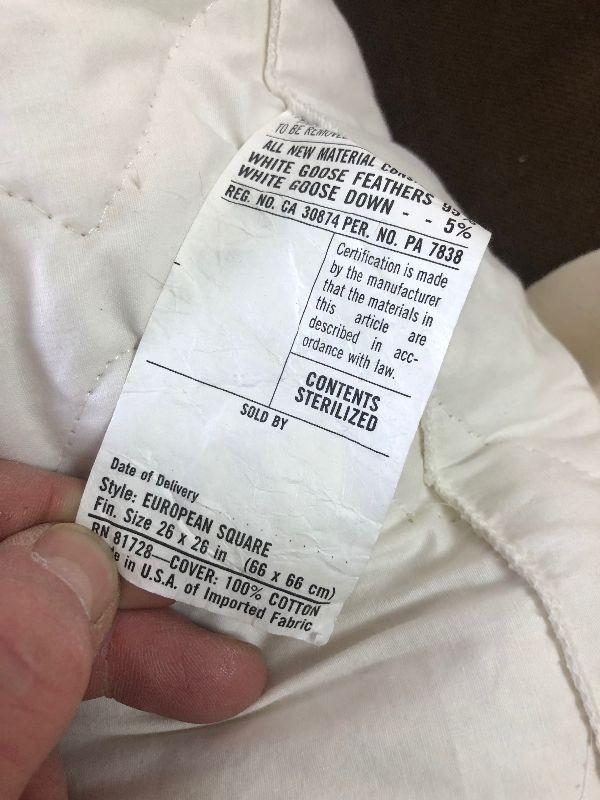 TO BE
ALL NEW MATERIAL
WHITE GOOSE FEATHERS 95%
WHITE GOOSE DOWN - - 5%
REG. NO. CA 30874 PER. NO. PA 7838
Certification is made
by the manufacturer
that the materials in
this article are
described in acc-
ordance with law.
CONTENTS
STERILIZED
SOLD BY
Date of Delivery
Style: EUROPEAN SQUARE
Fin. Size 26 x 26 in (66 x 66 cm)
RN 81728—COVER: 100% COTTON
in U.S.A. of Imported Fabric